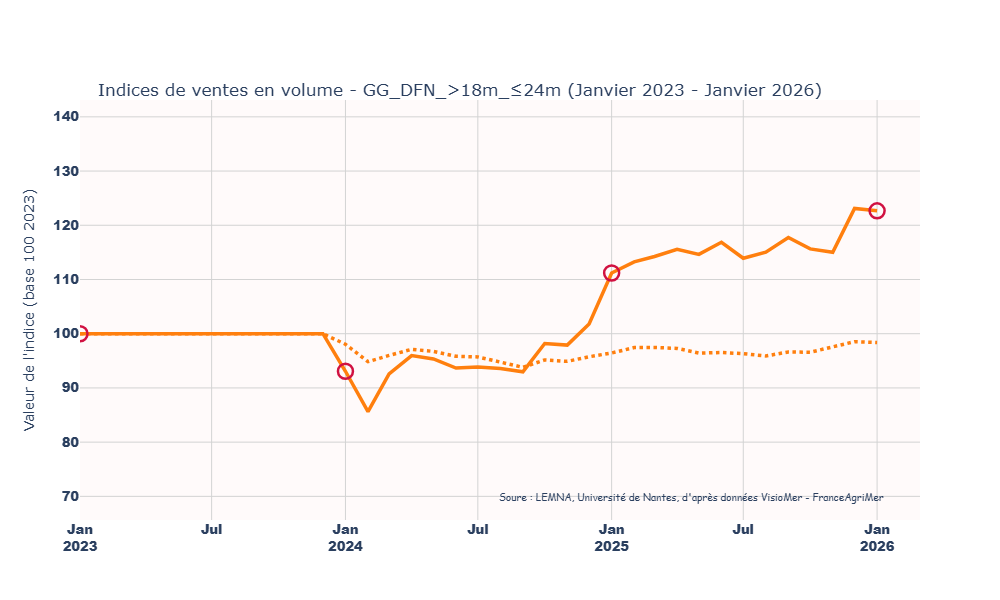 Indices de ventes en volume - GG_DFN_>18m_≤24m (Janvier 2023 - Janvier 2026)
Valeur de l'indice (base 100 2023)
140
130
120
110
100
90
80
70
Soure : LEMNA, Université de Nantes, d'après données VisioMer - FranceAgriMer
Jan Jul Jan Jul Jan Jul Jan
2023 2024 2025 2026